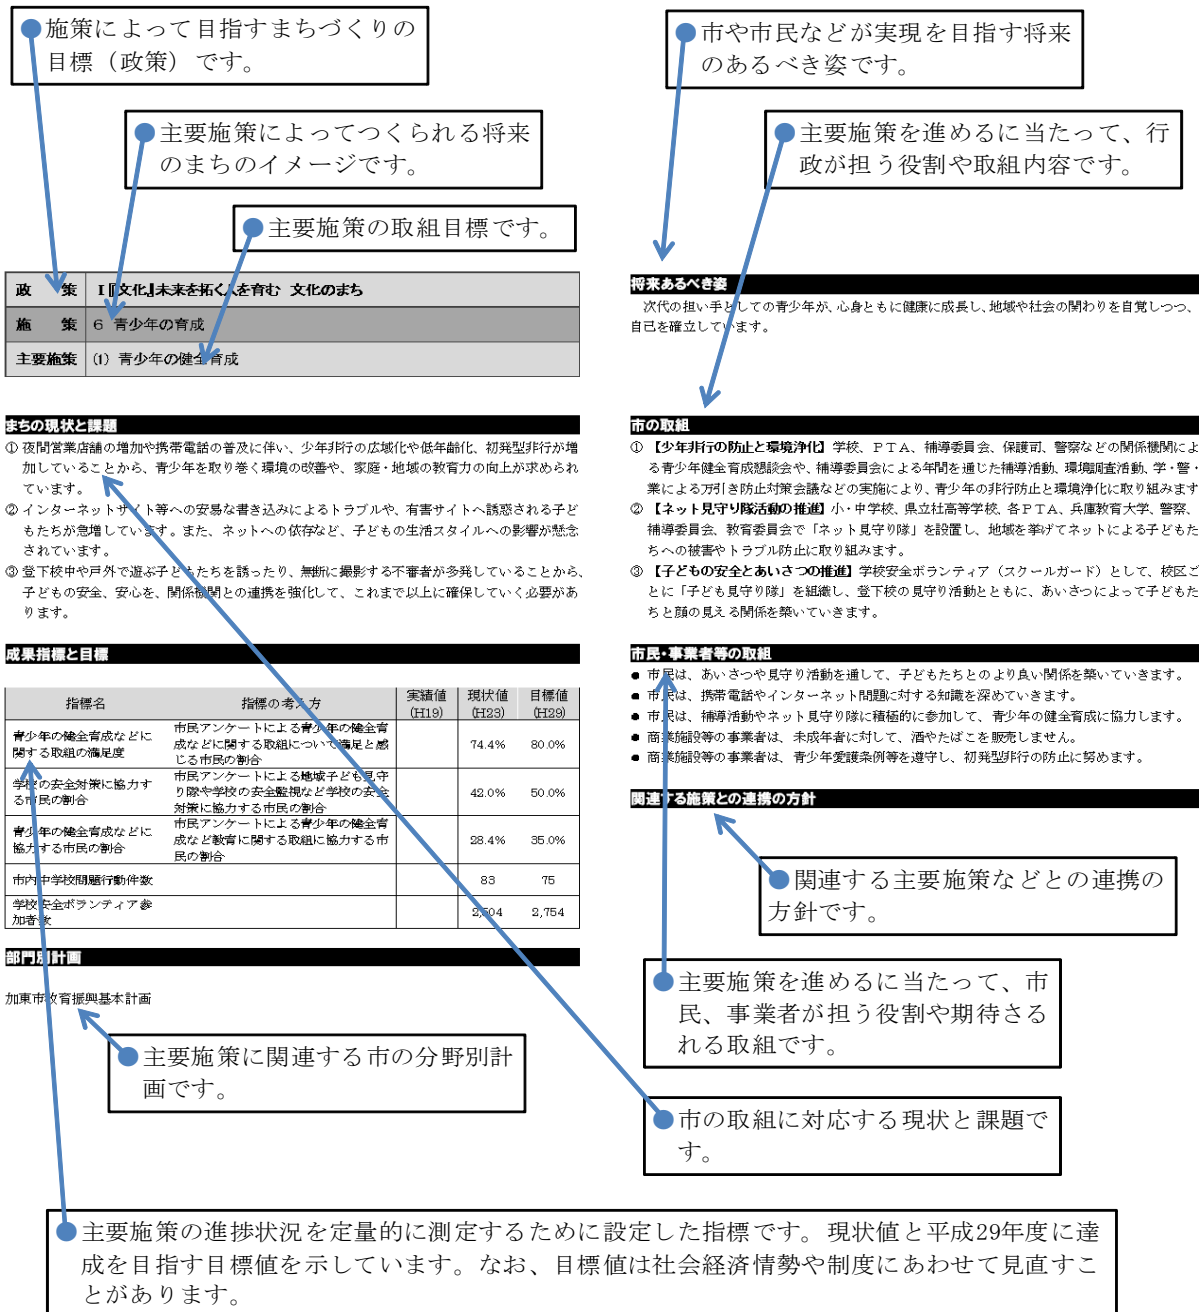 施策によって目指すまちづくりの
目標（政策）です。
主要施策によってつくられる将来
のまちのイメージです。
主要施策の取組目標です。
市や市民などが実現を目指す将来
のあるべき姿です。
主要施策を進めるに当たって、行
政が担う役割や取組内容です。
政　策　Ⅰ『文化』未来を拓く人を育む　文化のまち
施　策　6 青少年の育成
主要施策　(1) 青少年の健全育成
まちの現状と課題
① 夜間営業店舗の増加や携帯電話の普及に伴い、少年非行の広域化や低年齢化、初発型非行が増
加していることから、青少年を取り巻く環境の改善や、家庭・地域の教育力の向上が求められ
ています。
② インターネットサイト等への安易な書き込みによるトラブルや、有害サイトへ誘惑される子ど
もたちが急増しています。また、ネットへの依存など、子どもの生活スタイルへの影響が懸念
されています。
③ 登下校中や戸外で遊ぶ子どもたちを誘ったり、無断に撮影する不審者が多発していることから、
子どもの安全、安心を、関係機関との連携を強化して、これまで以上に確保していく必要があ
ります。
成果指標と目標
指標名　指標の考え方　実績値　現状値　目標値
(H19)　(H23)　(H29)
青少年の健全育成などに
関する取組の満足度
市民アンケートによる青少年の健全育
成などに関する取組について満足と感
じる市民の割合
74.4%　80.0%
学校の安全対策に協力す
る市民の割合
市民アンケートによる地域子ども見守
り隊や学校の安全監視など学校の安全
対策に協力する市民の割合
42.0%　50.0%
青少年の健全育成などに
協力する市民の割合
市民アンケートによる青少年の健全育
成など教育に関する取組に協力する市
民の割合
28.4%　35.0%
市内中学校問題行動件数　83　75
学校安全ボランティア参
加者数
2,504　2,754
部門別計画
加東市教育振興基本計画
主要施策に関連する市の分野別計
画です。
将来あるべき姿
次代の担い手としての青少年が、心身ともに健康に成長し、地域や社会の関わりを自覚しつつ、
自己を確立しています。
市の取組
① 【少年非行の防止と環境浄化】学校、ＰＴＡ、補導委員会、保護司、警察などの関係機関によ
る青少年健全育成懇談会や、補導委員会による年間を通じた補導活動、環境調査活動、学・警・
業による万引き防止対策会議などの実施により、青少年の非行防止と環境浄化に取り組みます
② 【ネット見守り隊活動の推進】小・中学校、県立社高等学校、各ＰＴＡ、兵庫教育大学、警察、
補導委員会、教育委員会で「ネット見守り隊」を設置し、地域を挙げてネットによる子どもた
ちへの被害やトラブル防止に取り組みます。
③ 【子どもの安全とあいさつの推進】学校安全ボランティア（スクールガード）として、校区ご
とに「子ども見守り隊」を組織し、登下校の見守り活動とともに、あいさつによって子どもた
ちと顔の見える関係を築いていきます。
市民・事業者等の取組
● 市民は、あいさつや見守り活動を通して、子どもたちとのより良い関係を築いていきます。
● 市民は、携帯電話やインターネット問題に対する知識を深めていきます。
● 市民は、補導活動やネット見守り隊に積極的に参加して、青少年の健全育成に協力します。
● 商業施設等の事業者は、未成年者に対して、酒やたばこを販売しません。
● 商業施設等の事業者は、青少年愛護条例等を遵守し、初発型非行の防止に努めます。
関連する施策との連携の方針
関連する主要施策などとの連携の
方針です。
主要施策を進めるに当たって、市
民、事業者が担う役割や期待さる
れる取組です。
市の取組に対応する現状と課題で
す。
主要施策の進捗状況を定量的に測定するために設定した指標です。現状値と平成29年度に達
成を目指す目標値を示しています。なお、目標値は社会経済情勢や制度にあわせて見直すこ
とがあります。